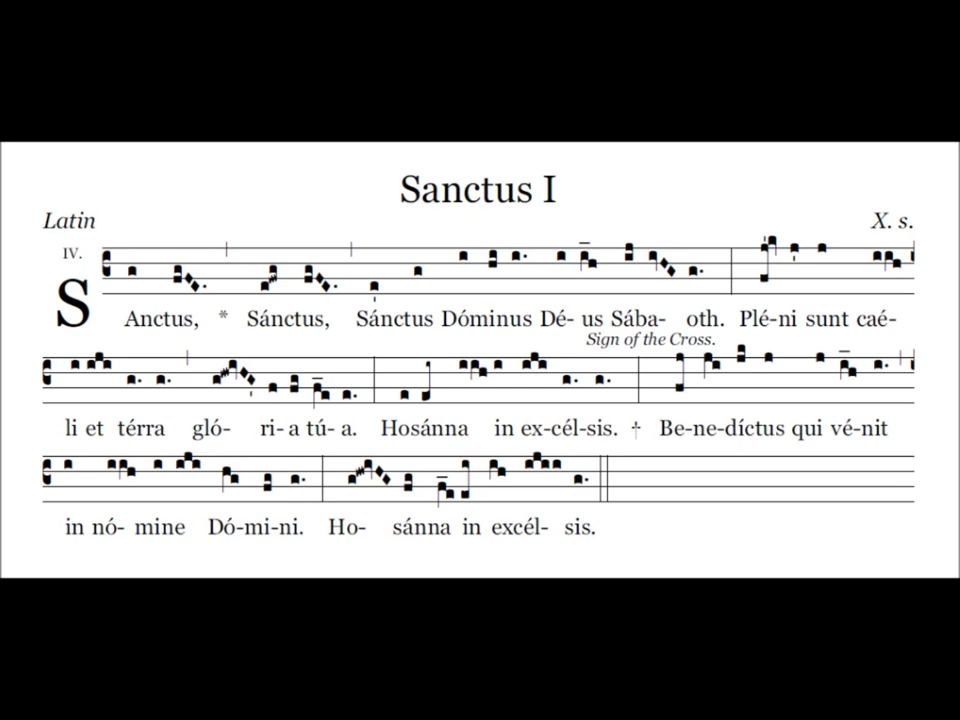 Sanctus I
Latin X. s.
IV.
SAnctus, * Sánctus, Sánctus Dóminus Dé- us Sába- oth. Plé-ni sunt caé-
Sign of the Cross.
li et térra gló- ri- a tú- a. Hosánna in ex-cél-sis. † Be-ne-díctus qui vé-nit
in nó- mine Dó-mi-ni. Ho- sánna in excél- sis.